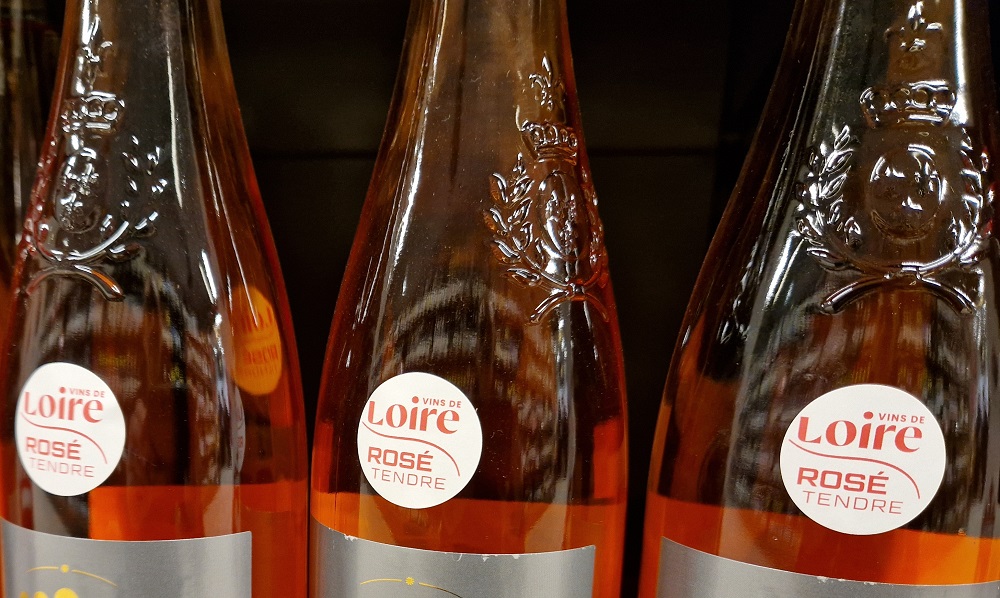 VINS DE
Loire
ROSÉ
TENDRE
VINS DE
Loire
ROSÉ
TENDRE
VINS DE
Loire
ROSÉ
TENDRE